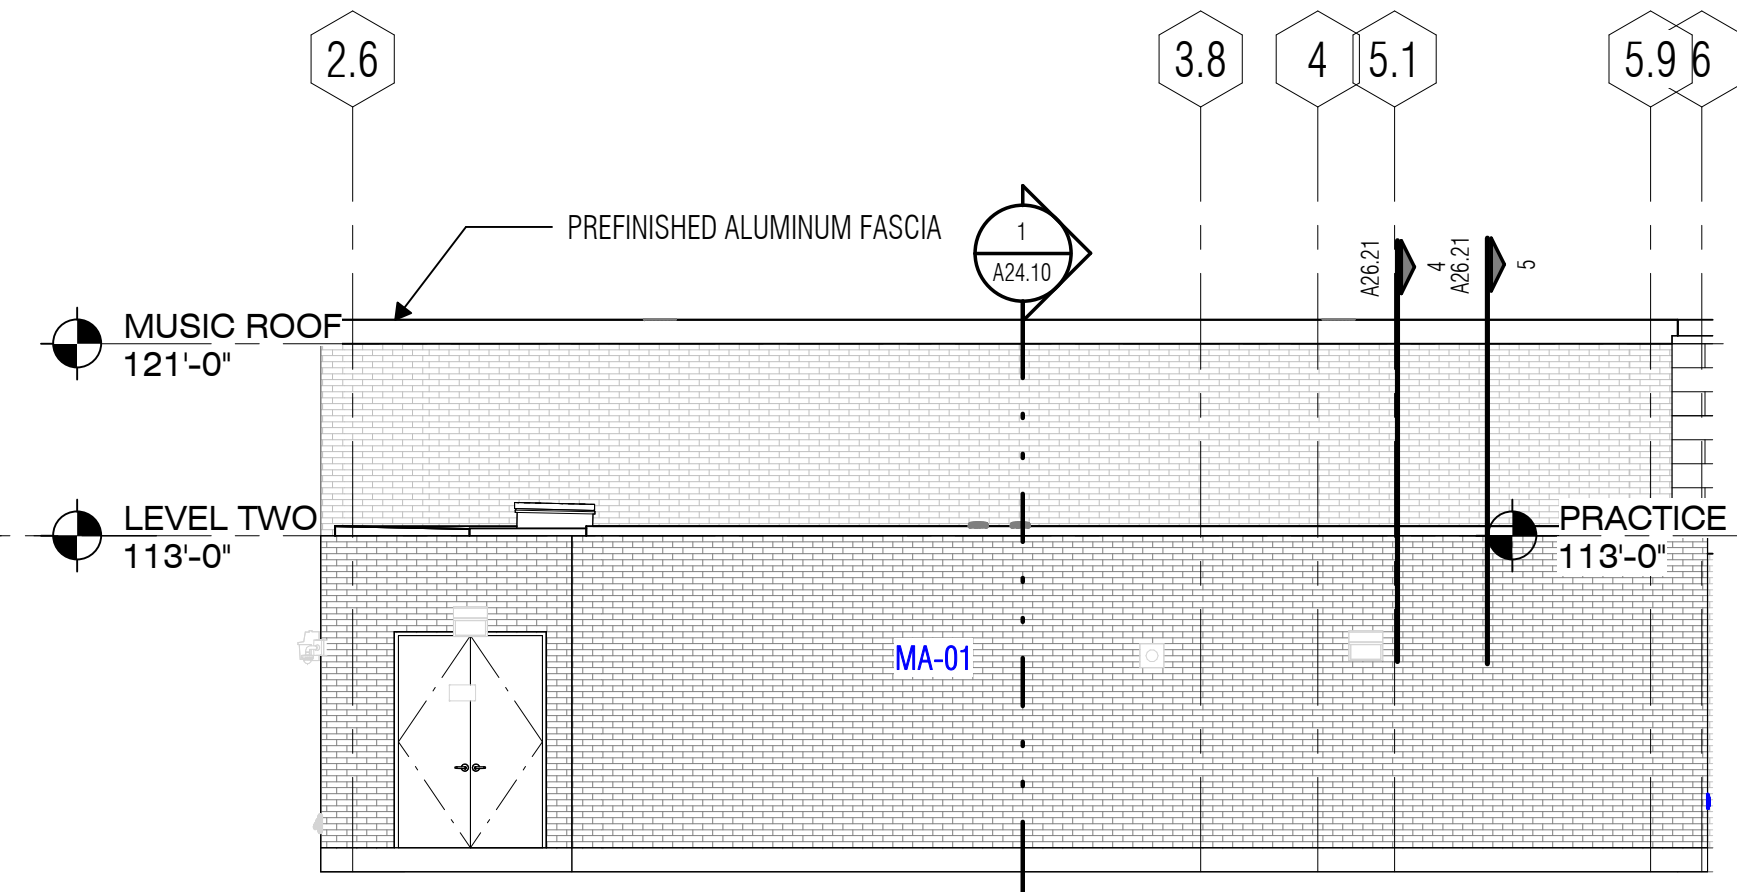 2.6
3.8
4
5.1
5.9
6
PREFINISHED ALUMINUM FASCIA
1
A24.10
A26.21
4
A26.21
5
MUSIC ROOF
121'-0"
LEVEL TWO
113'-0"
PRACTICE
113'-0"
MA-01